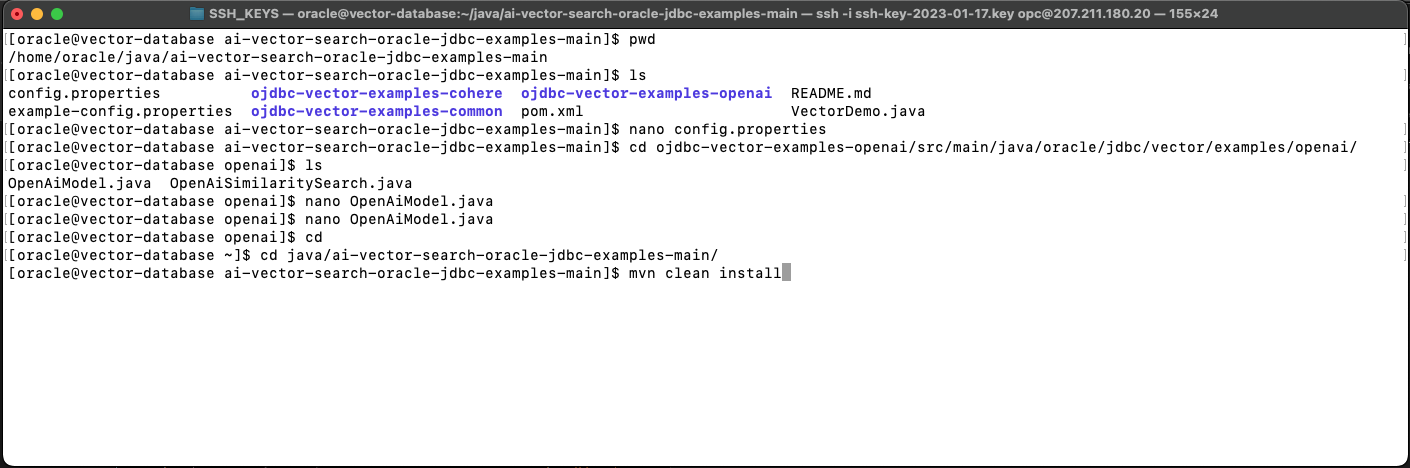 SSH_KEYS — oracle@vector-database:~/java/ai-vector-search-oracle-jdbc-examples-main — ssh -i ssh-key-2023-01-17.key opc@207.211.180.20 — 155×24
[[oracle@vector-database ai-vector-search-oracle-jdbc-examples-main]$ pwd ]
/home/oracle/java/ai-vector-search-oracle-jdbc-examples-main
[[oracle@vector-database ai-vector-search-oracle-jdbc-examples-main]$ ls ]
config.properties ojdbc-vector-examples-cohere ojdbc-vector-examples-openai README.md
example-config.properties ojdbc-vector-examples-common pom.xml VectorDemo.java
[[oracle@vector-database ai-vector-search-oracle-jdbc-examples-main]$ nano config.properties ]
[[oracle@vector-database ai-vector-search-oracle-jdbc-examples-main]$ cd ojdbc-vector-examples-openai/src/main/java/oracle/jdbc/vector/examples/openai/ ]
[[oracle@vector-database openai]$ ls ]
OpenAiModel.java OpenAiSimilaritySearch.java
[[oracle@vector-database openai]$ nano OpenAiModel.java ]
[[oracle@vector-database openai]$ nano OpenAiModel.java ]
[[oracle@vector-database openai]$ cd ]
[[oracle@vector-database ~]$ cd java/ai-vector-search-oracle-jdbc-examples-main/ ]
[oracle@vector-database ai-vector-search-oracle-jdbc-examples-main]$ mvn clean install